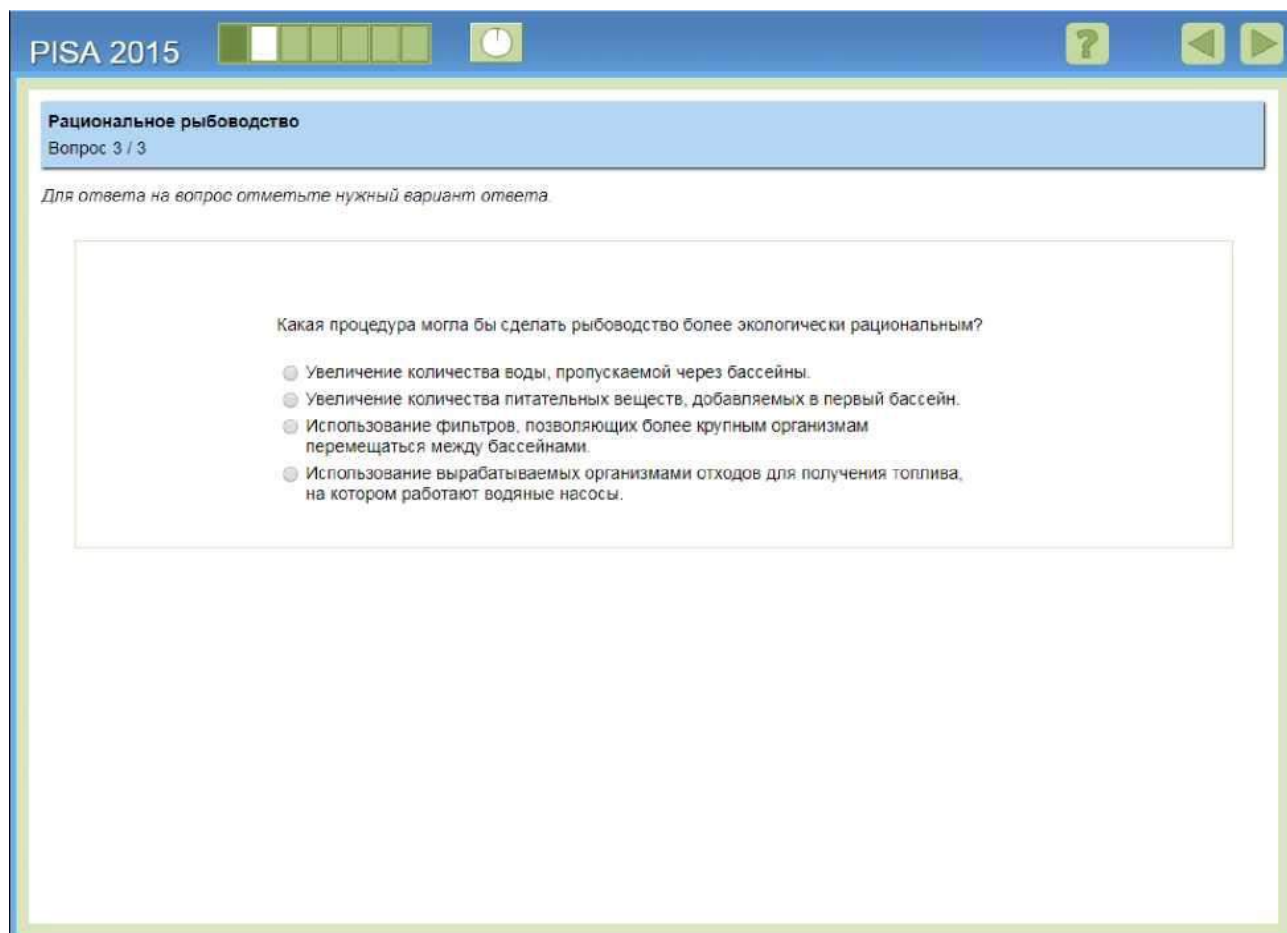 PISA 2015
?
Рациональное рыбоводство
Вопрос 3 / 3
Для ответа на вопрос отметьте нужный вариант ответа.
Какая процедура могла бы сделать рыбоводство более экологически рациональным?
Увеличение количества воды, пропускаемой через бассейны.
Увеличение количества питательных веществ, добавляемых в первый бассейн.
Использование фильтров, позволяющих более крупным организмам
перемещаться между бассейнами.
Использование вырабатываемых организмами отходов для получения топлива,
на котором работают водяные насосы.